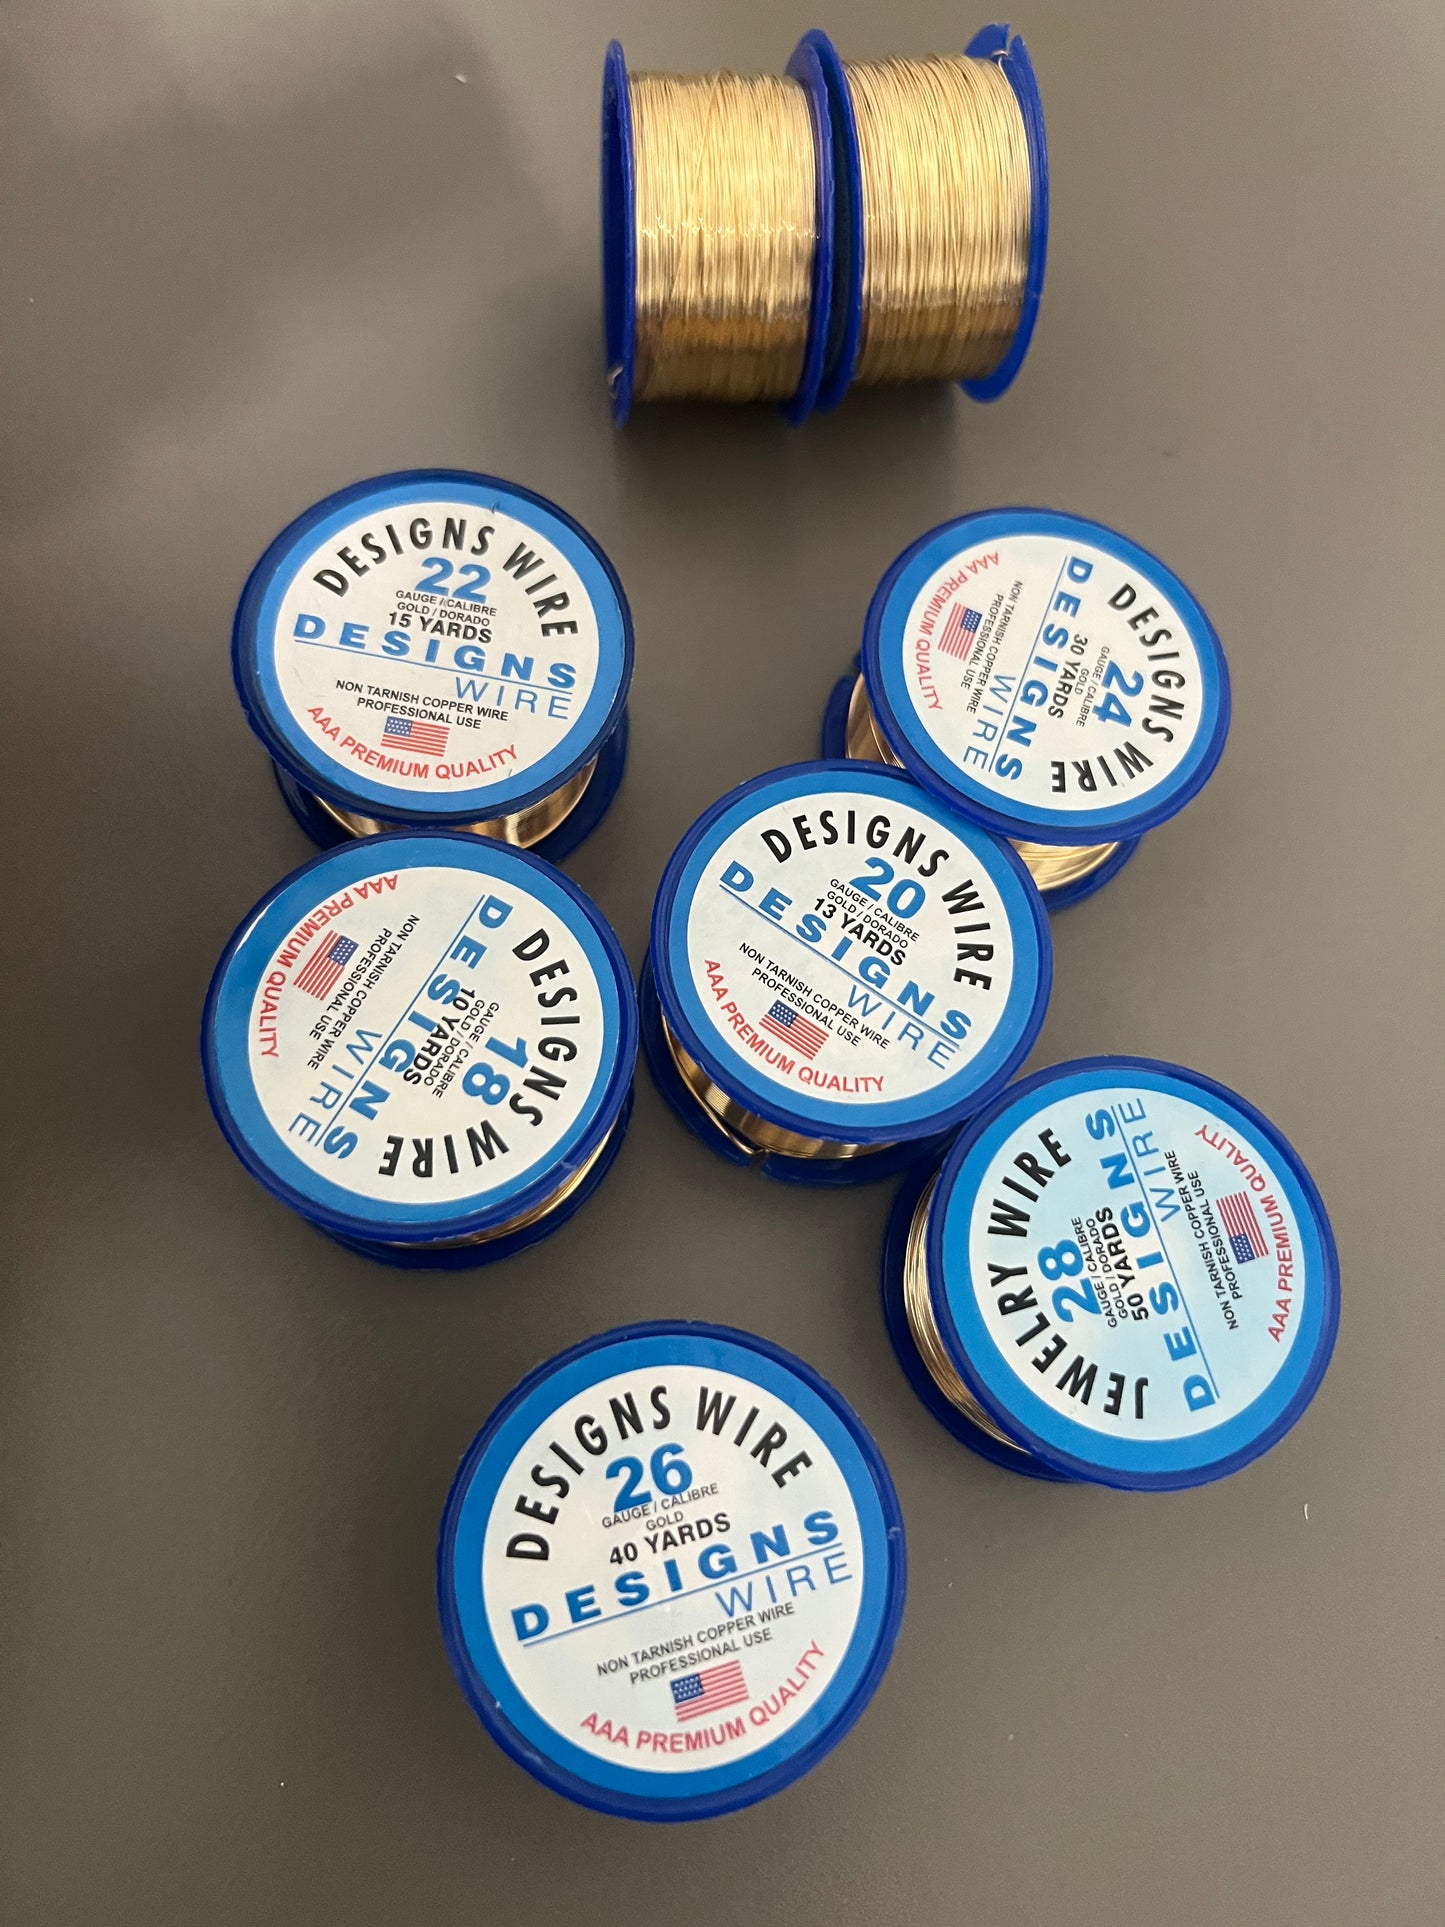 DESIGNS WIRE
22
GAUGE / CALIBRE
GOLD / DORADO
15 YARDS
DESIGNS
WIRE
NON TARNISH COPPER WIRE
PROFESSIONAL USE
AAA PREMIUM QUALITY
DESIGNS WIRE
24
GAUGE / CALIBRE
GOLD
30 YARDS
DESIGNS
WIRE
NON TARNISH COPPER WIRE
PROFESSIONAL USE
AAA PREMIUM QUALITY
DESIGNS WIRE
20
GAUGE / CALIBRE
GOLD / DORADO
13 YARDS
DESIGNS
WIRE
NON TARNISH COPPER WIRE
PROFESSIONAL USE
AAA PREMIUM QUALITY
DESIGNS WIRE
18
GAUGE / CALIBRE
GOLD / DORADO
10 YARDS
DESIGNS
WIRE
NON TARNISH COPPER WIRE
PROFESSIONAL USE
AAA PREMIUM QUALITY
JEWELRY WIRE
28
GAUGE / CALIBRE
GOLD / DORADO
50 YARDS
DESIGNS
WIRE
NON TARNISH COPPER WIRE
PROFESSIONAL USE
AAA PREMIUM QUALITY
DESIGNS WIRE
26
GAUGE / CALIBRE
GOLD
40 YARDS
DESIGNS
WIRE
NON TARNISH COPPER WIRE
PROFESSIONAL USE
AAA PREMIUM QUALITY